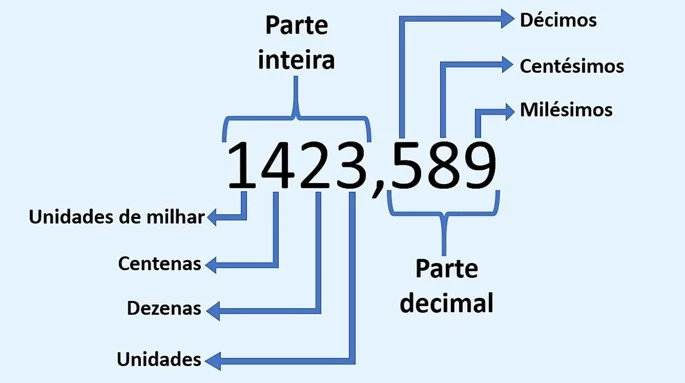 Parte
inteira
Décimos
Centésimos
Milésimos
1423,589
Unidades de milhar
Centenas
Dezenas
Unidades
Parte
decimal